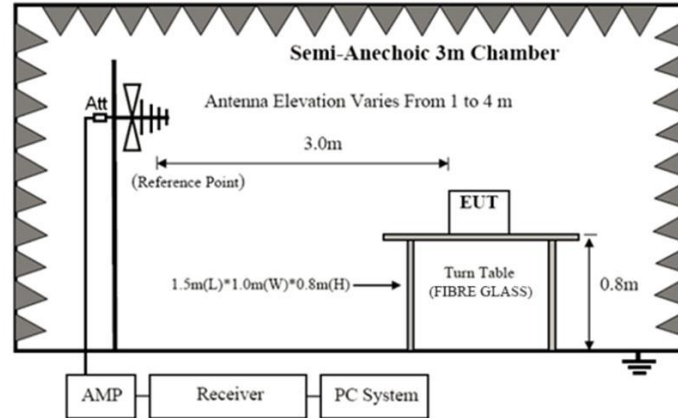 Semi-Anechoic 3m Chamber
Att
Antenna Elevation Varies From 1 to 4 m
3.0m
(Reference Point)
EUT
1.5m(L)*1.0m(W)*0.8m(H)
Turn Table
(FIBRE GLASS)
0.8m
AMP
Receiver
PC System